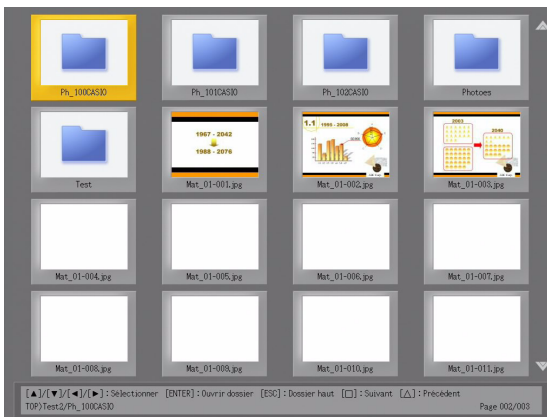 Ph_100CASIO
Ph_101CASIO
Ph_102CASIO
Photoes
Test
1967 - 2042
1988 - 2076
Mat_01-001.jpg
1.1
1990 - 2008
Mat_01-002.jpg
2003
2040
Mat_01-003.jpg
Mat_01-004.jpg
Mat_01-005.jpg
Mat_01-006.jpg
Mat_01-007.jpg
Mat_01-008.jpg
Mat_01-009.jpg
Mat_01-010.jpg
Mat_01-011.jpg
[▲]/[▼]/[◄]/[►]:Sélectionner [ENTER]:Ouvrir dossier [ESC]:Dossier haut [□]:Suivant [△]:Précédent
TOP)Test2/Ph_100CASIO
Page 002/003